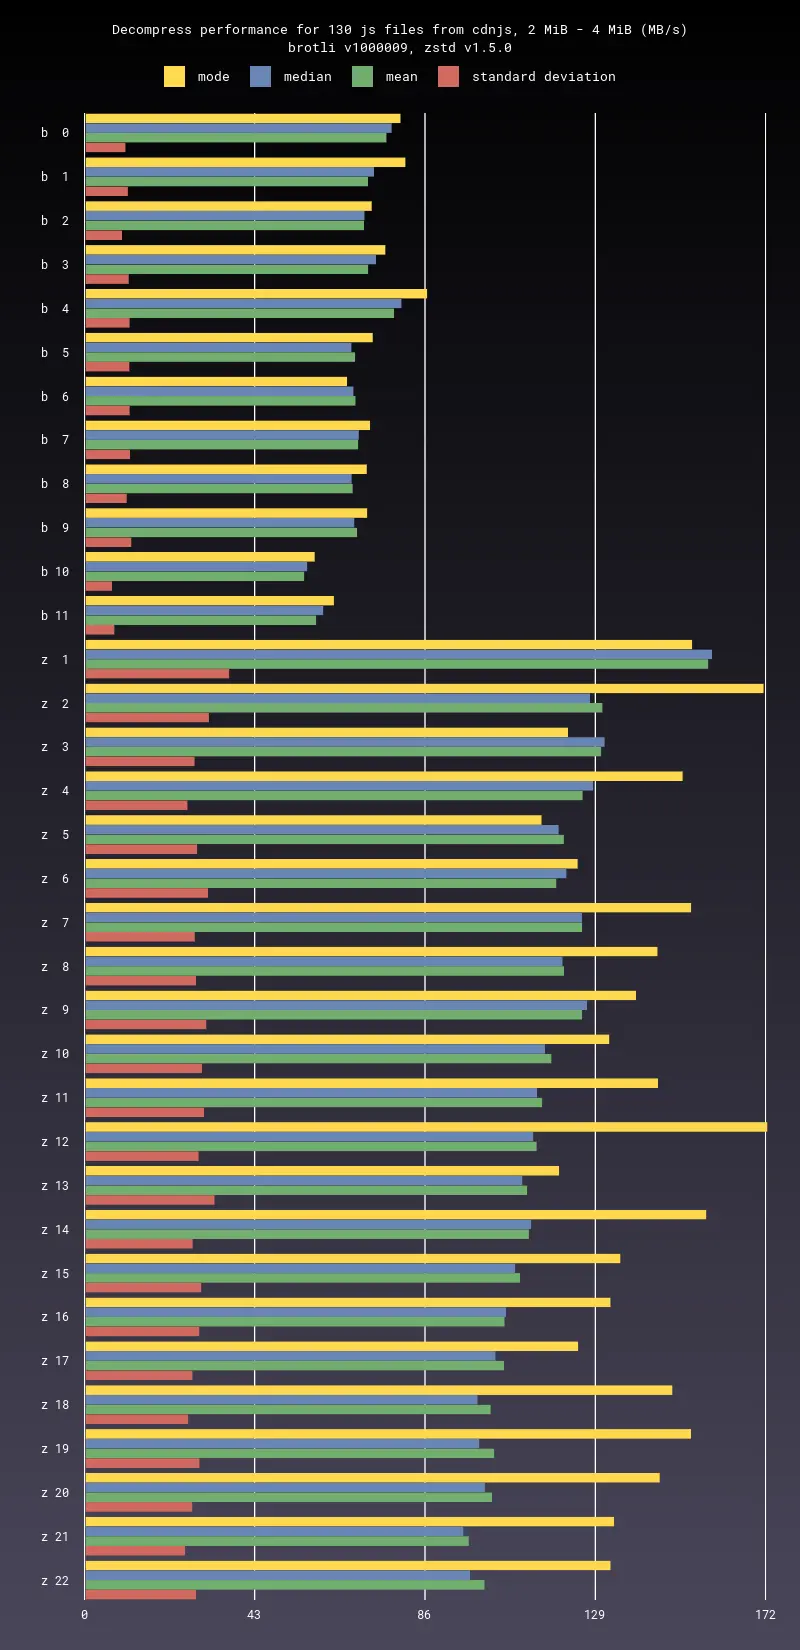 Decompress performance for 130 js files from cdnjs, 2 MiB - 4 MiB (MB/s)
brotli v1000009, zstd v1.5.0
mode median mean standard deviation
b 0
b 1
b 2
b 3
b 4
b 5
b 6
b 7
b 8
b 9
b 10
b 11
z 1
z 2
z 3
z 4
z 5
z 6
z 7
z 8
z 9
z 10
z 11
z 12
z 13
z 14
z 15
z 16
z 17
z 18
z 19
z 20
z 21
z 22
0 43 86 129 172